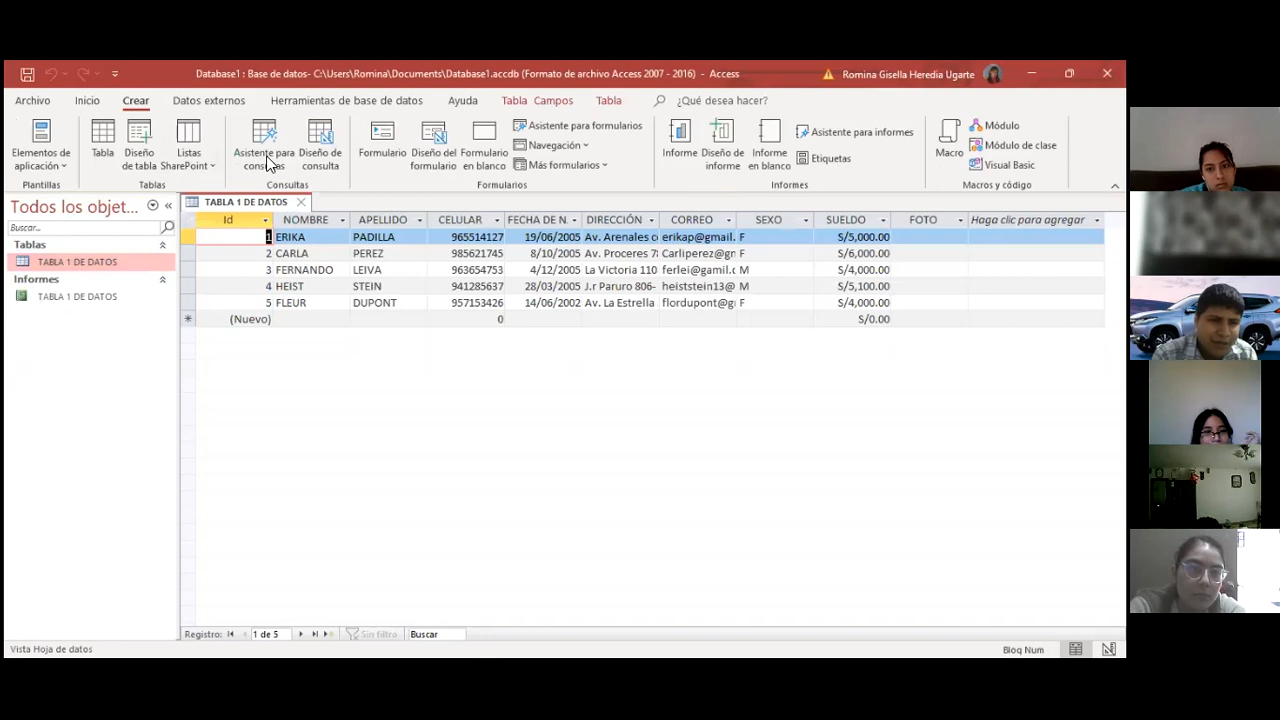 Database1 : Base de datos- C:\Users\Romina\Documents\Database1.accdb (Formato de archivo Access 2007 - 2016) - Access
Romina Gisella Heredia Ugarte
Archivo Inicio Crear Datos externos Herramientas de base de datos Ayuda Tabla Campos Tabla ¿Qué desea hacer?
Elementos de aplicación
Plantillas
Tabla
Diseño de tabla
Listas SharePoint
Tablas
Asistente para consultas
Diseño de consulta
Consultas
Formulario
Diseño del formulario
Formulario en blanco
Asistente para formularios
Navegación
Más formularios
Formularios
Informe
Diseño de informe
Informe en blanco
Asistente para informes
Etiquetas
Informes
Macro
Módulo
Módulo de clase
Visual Basic
Macros y código
Todos los objet...
Buscar...
Tablas
TABLA 1 DE DATOS
Informes
TABLA 1 DE DATOS
TABLA 1 DE DATOS
Id NOMBRE APELLIDO CELULAR FECHA DE N. DIRECCIÓN CORREO SEXO SUELDO FOTO Haga clic para agregar
1 ERIKA PADILLA 965514127 19/06/2005 Av. Arenales c erikap@gmail. F S/5,000.00
2 CARLA PEREZ 985621745 8/10/2005 Av. Proceres 78 Carliperez@gn F S/6,000.00
3 FERNANDO LEIVA 963654753 4/12/2005 La Victoria 110 ferlei@gamil.c M S/4,000.00
4 HEIST STEIN 941285637 28/03/2005 J.r Paruro 806- heiststein13@ M S/5,100.00
5 FLEUR DUPONT 957153426 14/06/2002 Av. La Estrella flordupont@g F S/4,000.00
* (Nuevo) 0 S/0.00
Registro: 1 de 5 Sin filtro Buscar
Vista Hoja de datos
Bloq Num